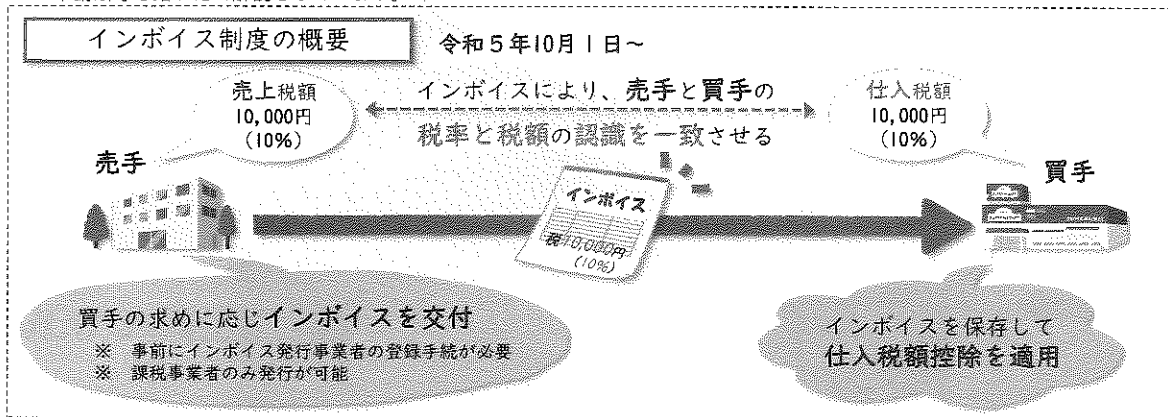 インボイス制度の概要
令和5年10月1日～
売上税額
10,000円
(10%)
インボイスにより、売手と買手の
税率と税額の認識を一致させる
仕入税額
10,000円
(10%)
売手
買手
インボイス
税10,000円
(10%)
買手の求めに応じインボイスを交付
※ 事前にインボイス発行事業者の登録手続が必要
※ 課税事業者のみ発行が可能
インボイスを保存して
仕入税額控除を適用